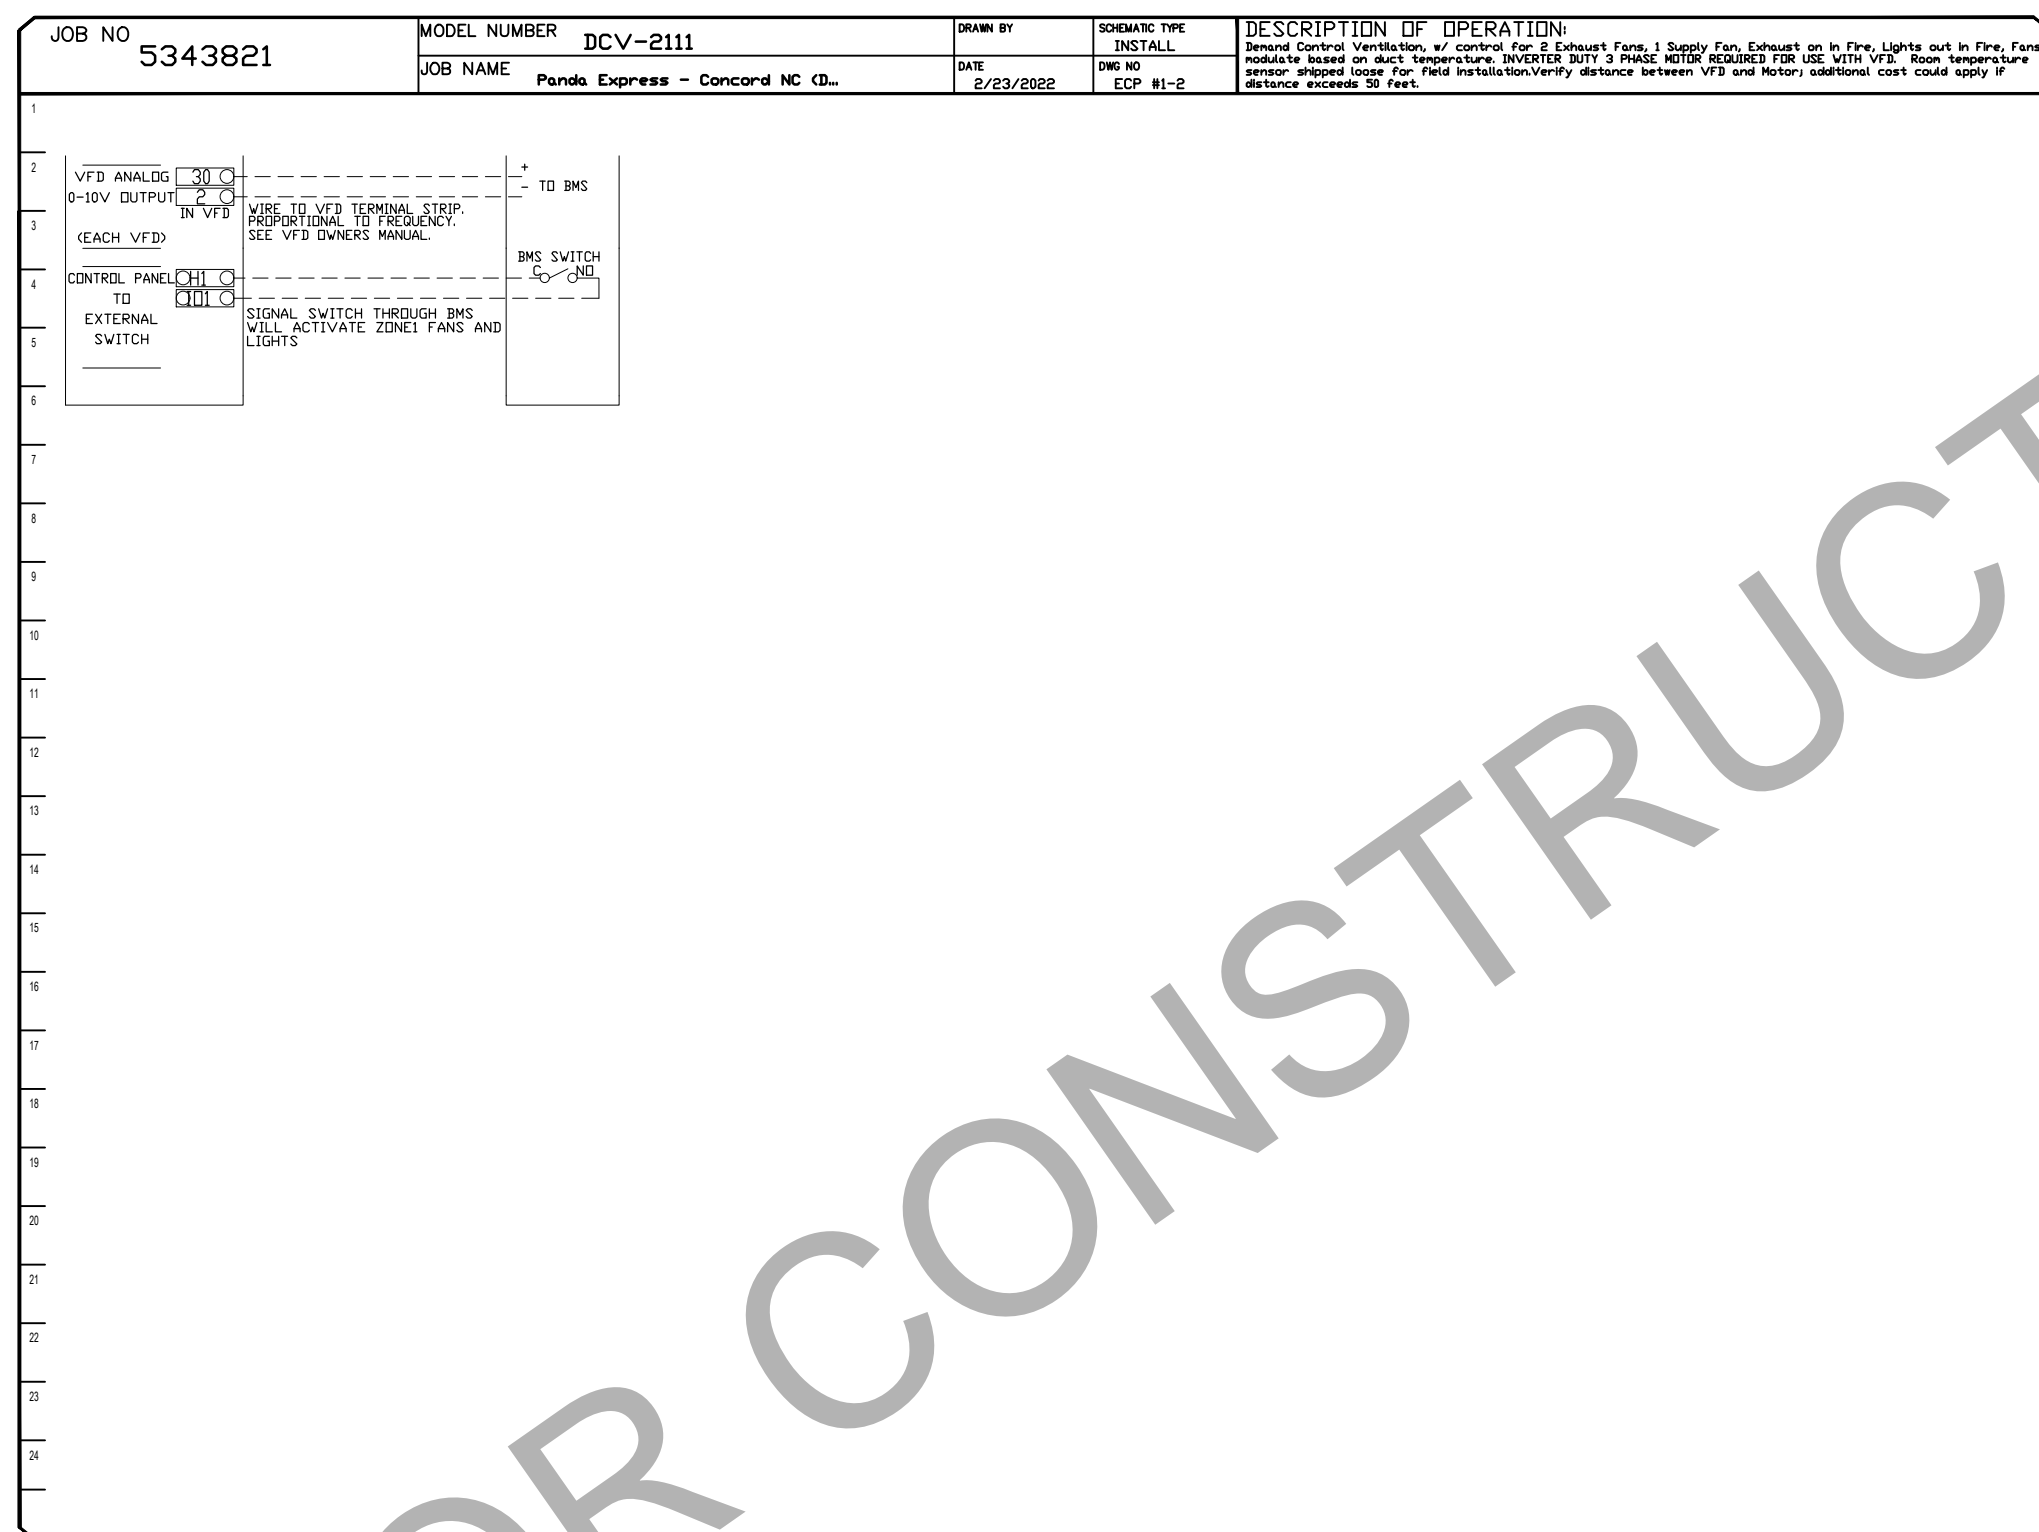 JOB NO
5343821
MODEL NUMBER
DCV-2111
JOB NAME
Panda Express - Concord NC (D...
DRAWN BY
DATE
2/23/2022
SCHEMATIC TYPE
INSTALL
DWG NO
ECP #1-2
DESCRIPTION OF OPERATION:
Demand Control Ventilation, w/ control for 2 Exhaust Fans, 1 Supply Fan, Exhaust on in Fire, Lights out in Fire, Fans
modulate based on duct temperature. INVERTER DUTY 3 PHASE MOTOR REQUIRED FOR USE WITH VFD. Room temperature
sensor shipped loose for field installation.Verify distance between VFD and Motor; additional cost could apply if
distance exceeds 50 feet.
1
2
3
4
5
6
7
8
9
10
11
12
13
14
15
16
17
18
19
20
21
22
23
24
VFD ANALOG
0-10V OUTPUT
30
2
IN VFD
(EACH VFD)
WIRE TO VFD TERMINAL STRIP.
PROPORTIONAL TO FREQUENCY.
SEE VFD OWNERS MANUAL.
+
- TO BMS
BMS SWITCH
C NO
CONTROL PANEL
TO
EXTERNAL
SWITCH
H1
IO1
SIGNAL SWITCH THROUGH BMS
WILL ACTIVATE ZONE1 FANS AND
LIGHTS
OR CONSTRUCT